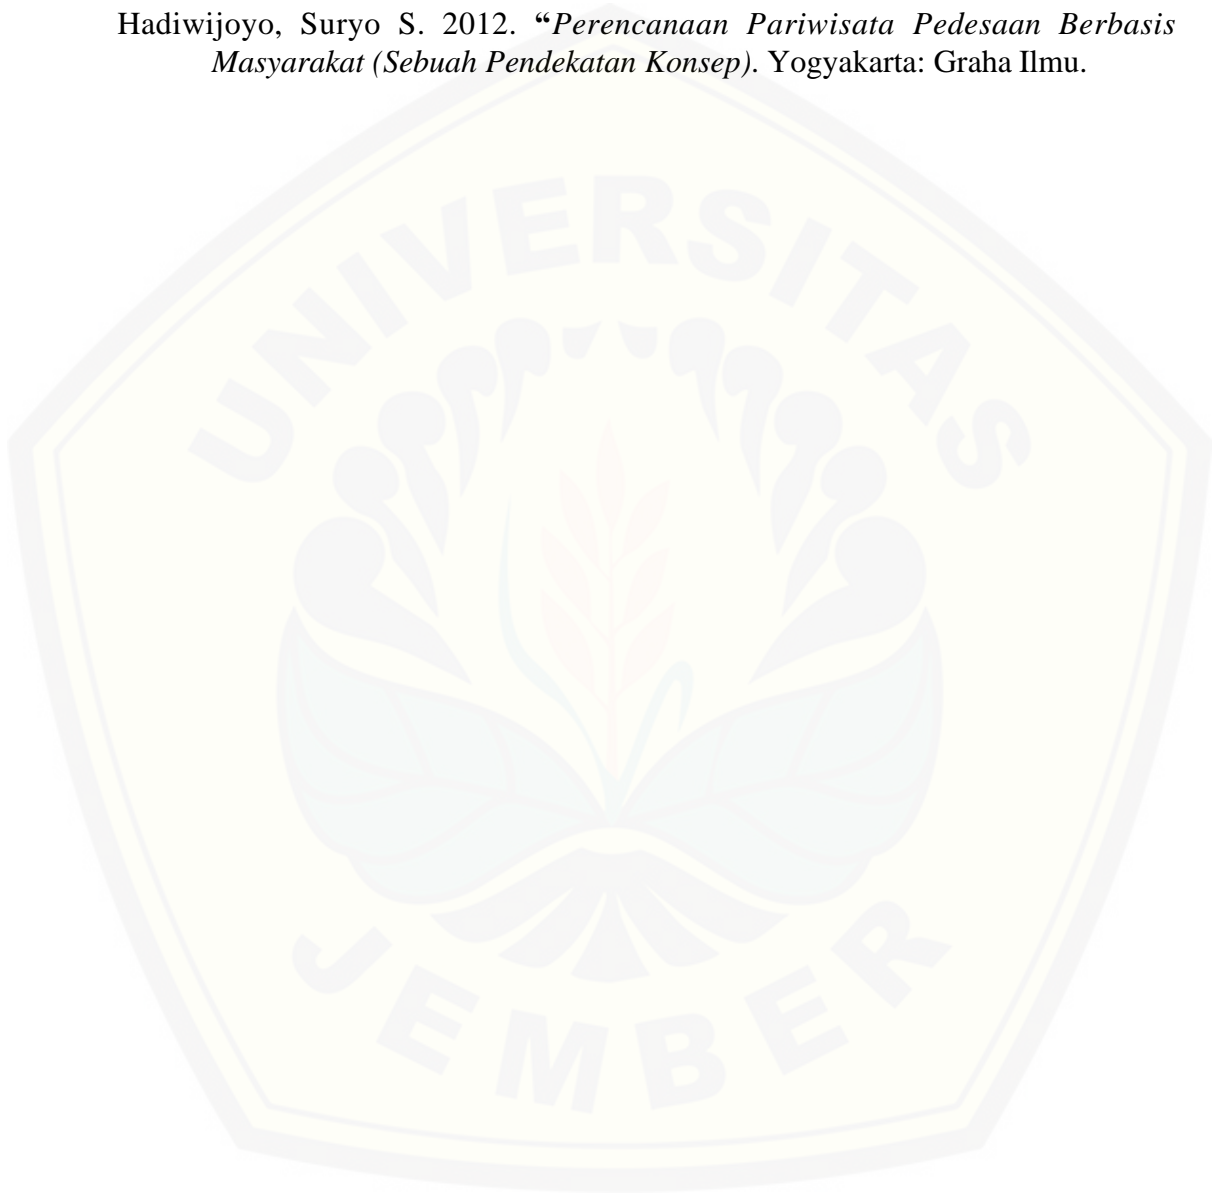 Hadiwijoyo, Suryo S. 2012. “Perencanaan Pariwisata Pedesaan Berbasis
Masyarakat (Sebuah Pendekatan Konsep). Yogyakarta: Graha Ilmu.
UNIVERSITAS
JEMBER